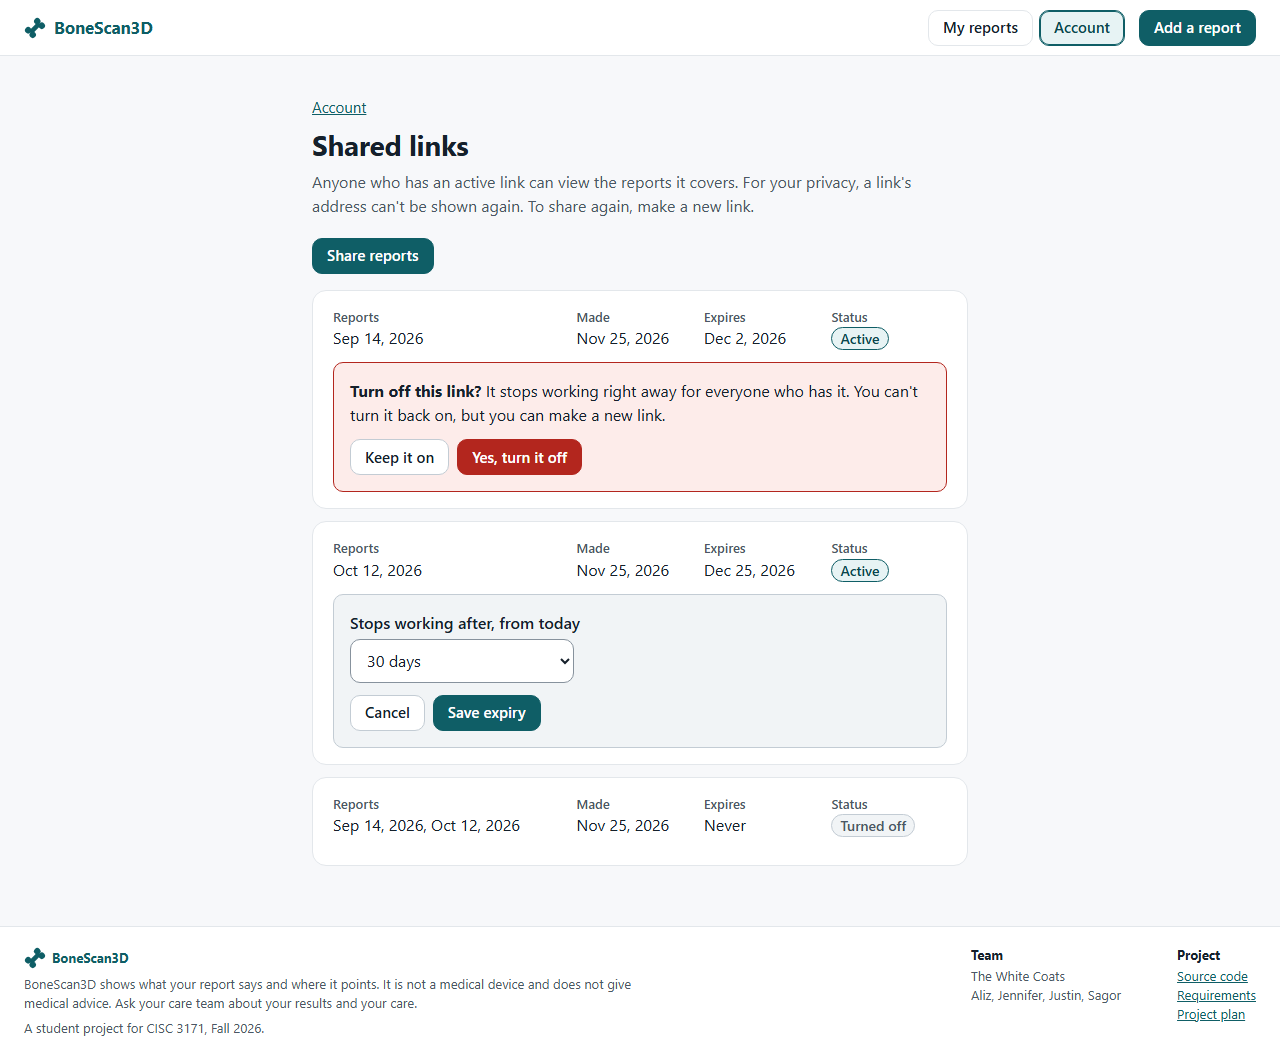 BoneScan3D
My reports
Account
Add a report
Account
Shared links
Anyone who has an active link can view the reports it covers. For your privacy, a link's
address can't be shown again. To share again, make a new link.
Share reports
Reports Made Expires Status
Sep 14, 2026 Nov 25, 2026 Dec 2, 2026 Active
Turn off this link? It stops working right away for everyone who has it. You can't
turn it back on, but you can make a new link.
Keep it on Yes, turn it off
Reports Made Expires Status
Oct 12, 2026 Nov 25, 2026 Dec 25, 2026 Active
Stops working after, from today
30 days
Cancel Save expiry
Reports Made Expires Status
Sep 14, 2026, Oct 12, 2026 Nov 25, 2026 Never Turned off
BoneScan3D
BoneScan3D shows what your report says and where it points. It is not a medical device and does not give
medical advice. Ask your care team about your results and your care.
A student project for CISC 3171, Fall 2026.
Team
The White Coats
Aliz, Jennifer, Justin, Sagor
Project
Source code
Requirements
Project plan